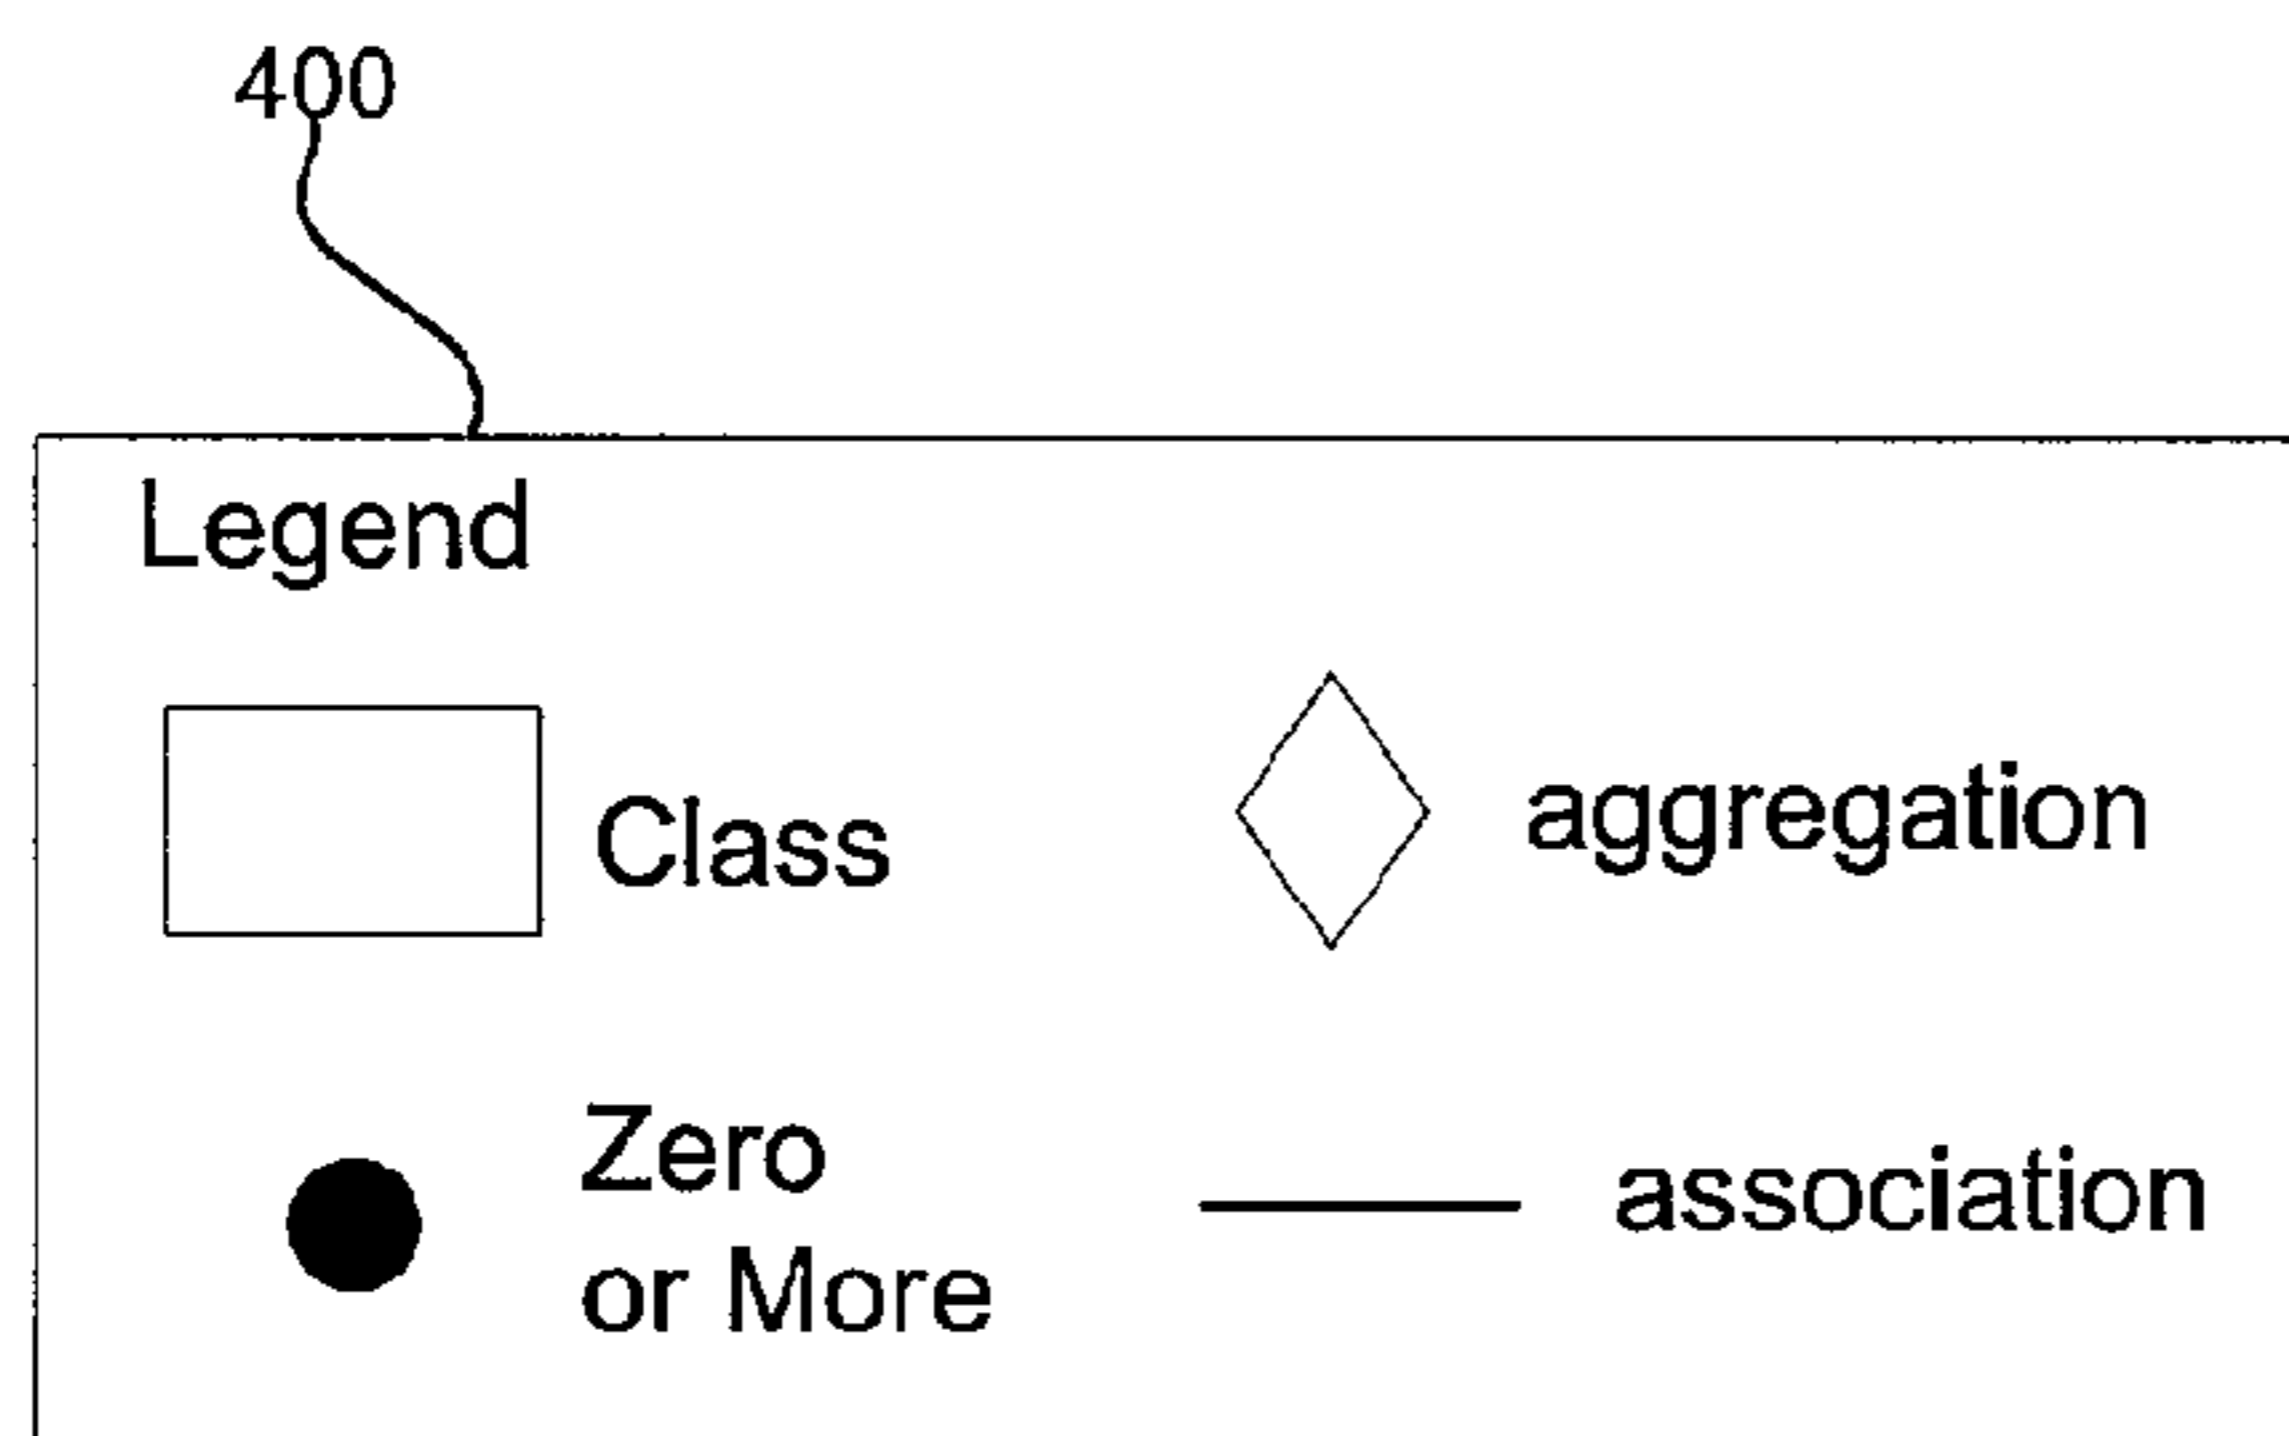 400
Legend
Class
aggregation
Zero
or More
association